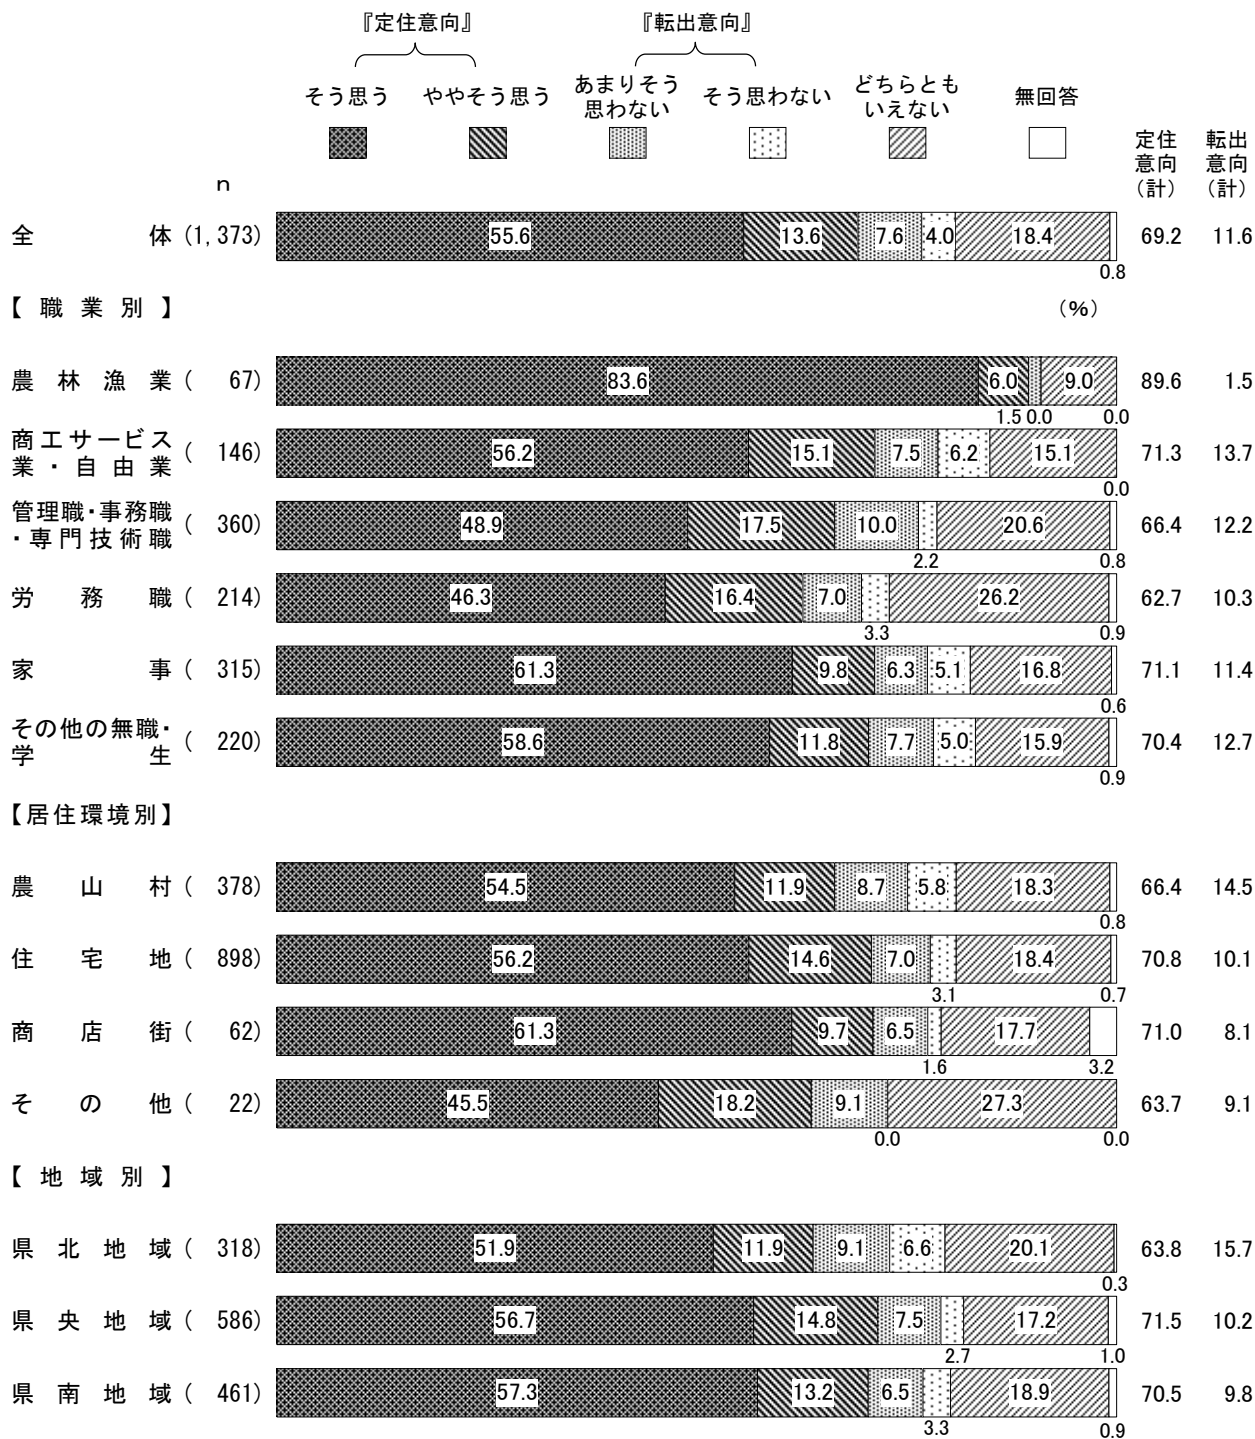 『定住意向』 『転出意向』
そう思う ややそう思う あまりそう思わない そう思わない どちらともいえない 無回答
定住意向(計) 転出意向(計)
n
全体 (1,373) 55.6 13.6 7.6 4.0 18.4 69.2 11.6
0.8
【職業別】 (%)
農林漁業 ( 67) 83.6 6.0 9.0 89.6 1.5
1.5 0.0 0.0
商工サービス業・自由業 ( 146) 56.2 15.1 7.5 6.2 15.1 71.3 13.7
0.0
管理職・事務職・専門技術職 ( 360) 48.9 17.5 10.0 20.6 66.4 12.2
2.2 0.8
労務職 ( 214) 46.3 16.4 7.0 26.2 62.7 10.3
3.3 0.9
家事 ( 315) 61.3 9.8 6.3 5.1 16.8 71.1 11.4
0.6
その他の無職・学生 ( 220) 58.6 11.8 7.7 5.0 15.9 70.4 12.7
0.9
【居住環境別】
農山村 ( 378) 54.5 11.9 8.7 5.8 18.3 66.4 14.5
0.8
住宅地 ( 898) 56.2 14.6 7.0 18.4 70.8 10.1
3.1 0.7
商店街 ( 62) 61.3 9.7 6.5 17.7 71.0 8.1
1.6 3.2
その他 ( 22) 45.5 18.2 9.1 27.3 63.7 9.1
0.0 0.0
【地域別】
県北地域 ( 318) 51.9 11.9 9.1 6.6 20.1 63.8 15.7
0.3
県央地域 ( 586) 56.7 14.8 7.5 17.2 71.5 10.2
2.7 1.0
県南地域 ( 461) 57.3 13.2 6.5 18.9 70.5 9.8
3.3 0.9